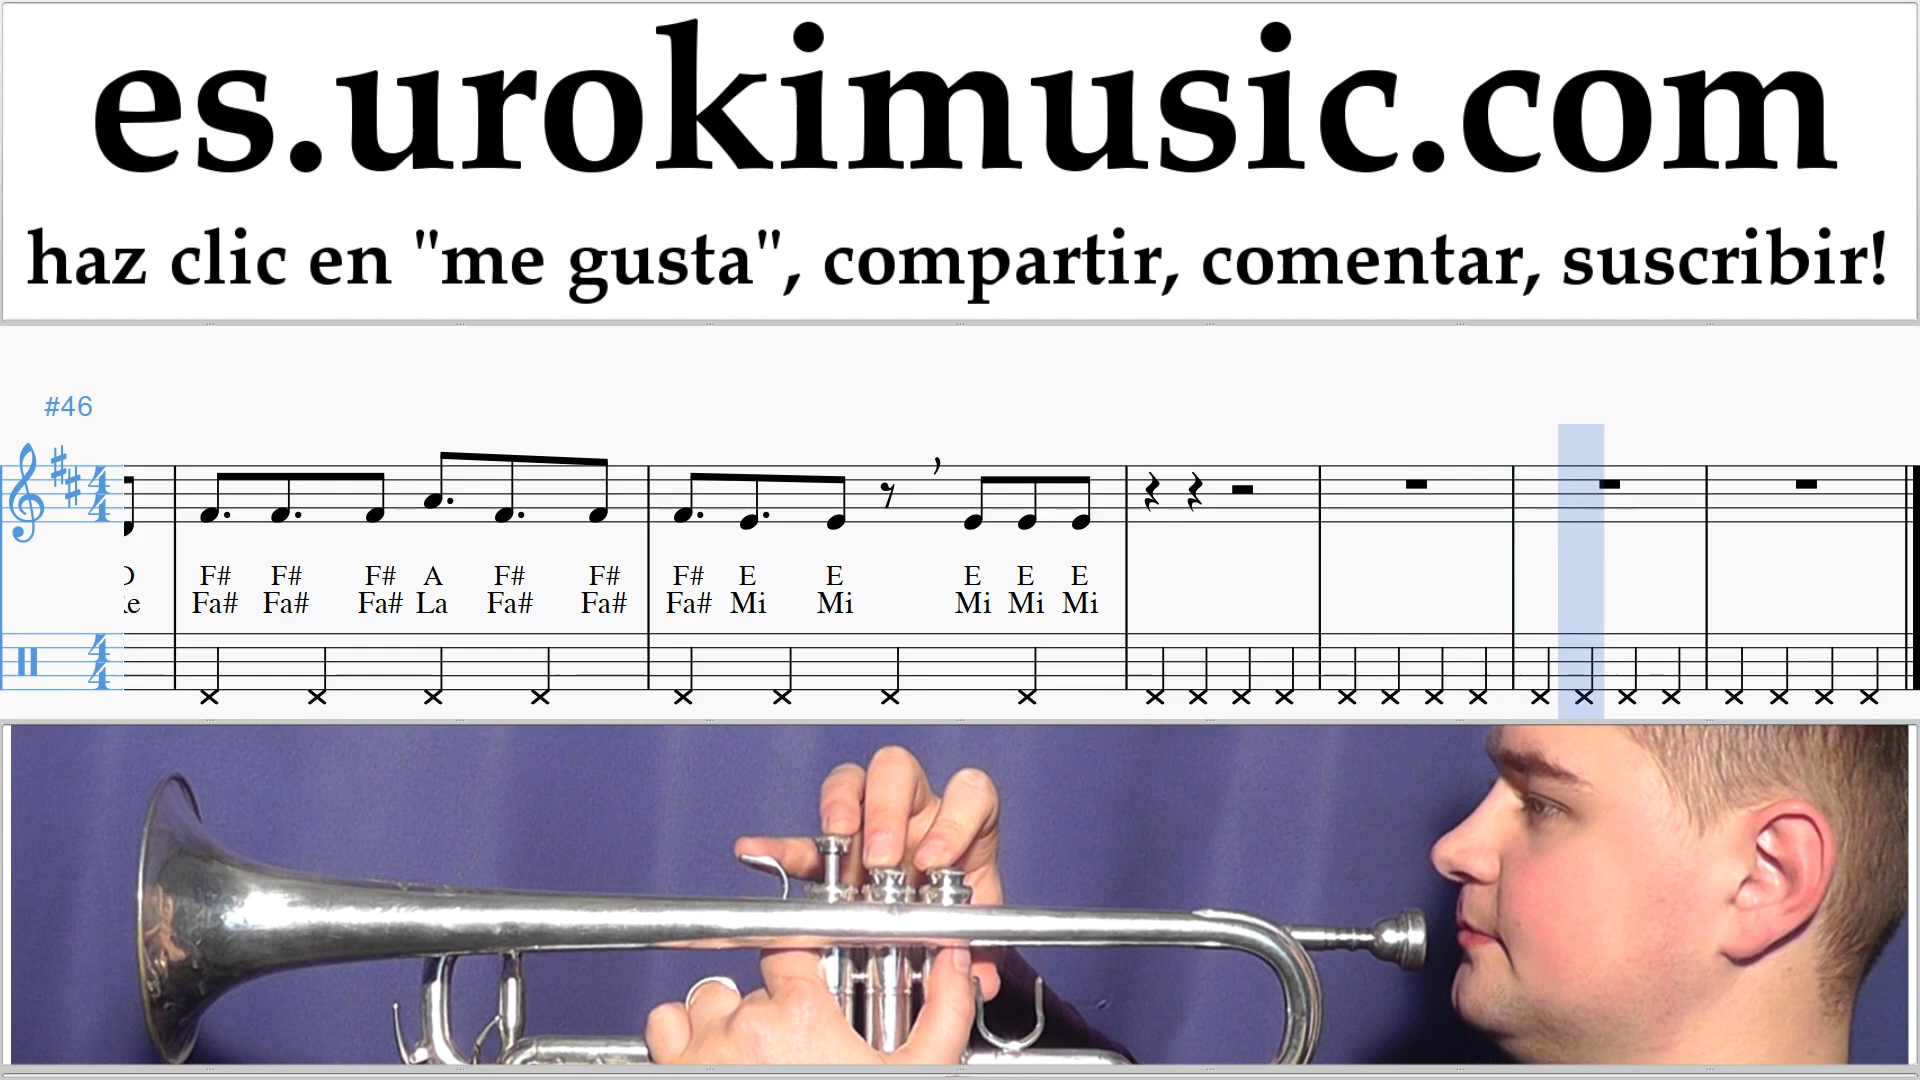 es.urokimusic.com
haz clic en "me gusta", compartir, comentar, suscribir!
#46
F# F# F# A F# F# F# E E E E E
Fa# Fa# Fa# La Fa# Fa# Fa# Mi Mi Mi Mi Mi